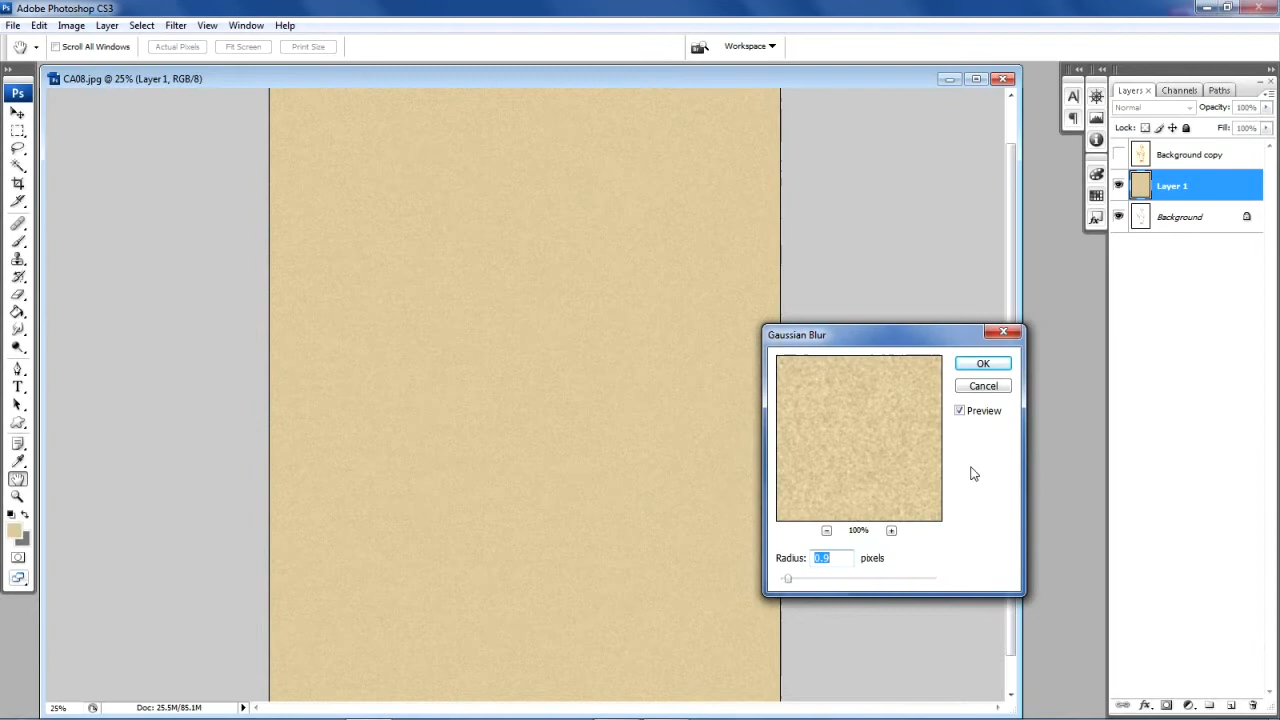 Ps Adobe Photoshop CS3
File Edit Image Layer Select Filter View Window Help
Scroll All Windows Actual Pixels Fit Screen Print Size Workspace
CA08.jpg @ 25% (Layer 1, RGB/8)
Ps
T
Layers Channels Paths
Normal Opacity: 100%
Lock: Fill: 100%
Background copy
Layer 1
Background
Gaussian Blur
OK
Cancel
Preview
100%
Radius: 0.9 pixels
25% Doc: 25.5M/85.1M